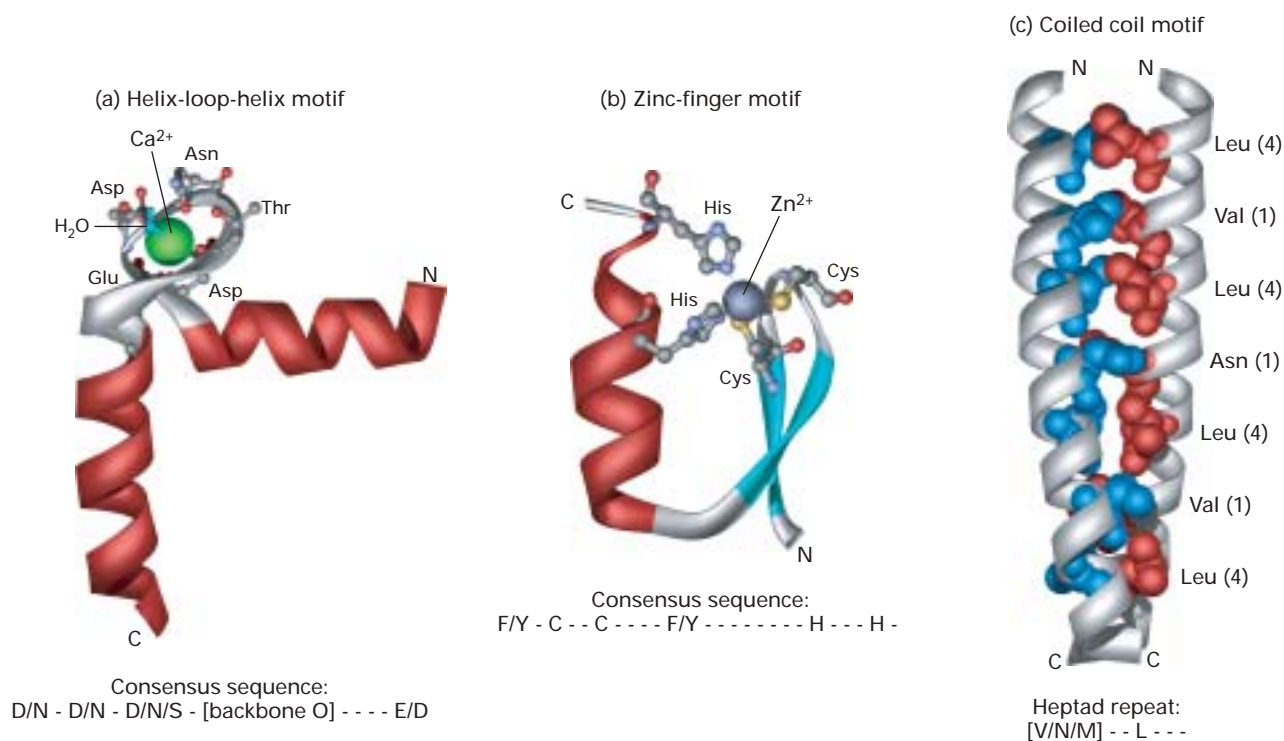 (a) Helix-loop-helix motif
Ca2+
Asn
Asp
H2O
Thr
Glu
Asp
N
C
Consensus sequence:
D/N - D/N - D/N/S - [backbone O] - - - - E/D
(b) Zinc-finger motif
C
His
Zn2+
Cys
His
Cys
N
Consensus sequence:
F/Y - C - - C - - - - F/Y - - - - - - - - H - - - H -
(c) Coiled coil motif
N N
Leu (4)
Val (1)
Leu (4)
Asn (1)
Leu (4)
Val (1)
Leu (4)
C C
Heptad repeat:
[V/N/M] - - L - - -